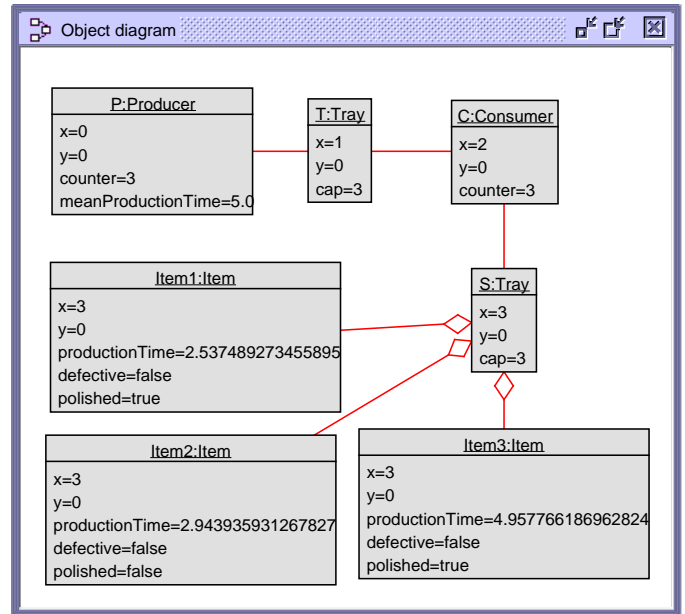 Object diagram
P:Producer
x=0
y=0
counter=3
meanProductionTime=5.0
T:Tray
x=1
y=0
cap=3
C:Consumer
x=2
y=0
counter=3
Item1:Item
x=3
y=0
productionTime=2.537489273455895
defective=false
polished=true
S:Tray
x=3
y=0
cap=3
Item2:Item
x=3
y=0
productionTime=2.943935931267827
defective=false
polished=false
Item3:Item
x=3
y=0
productionTime=4.957766186962824
defective=false
polished=true